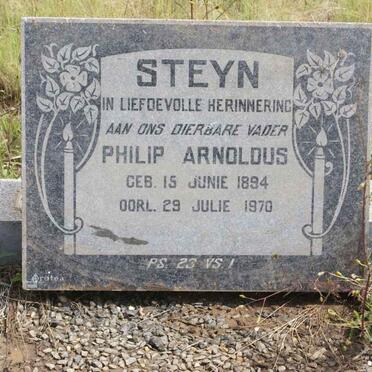 STEYN
IN LIEFDEVOLLE HERINNERING
AAN ONS DIERBARE VADER
PHILIP ARNOLDUS
GEB. 15 JUNIE 1894
OORL. 29 JULIE 1970
PS. 23 VS. 1
Protea